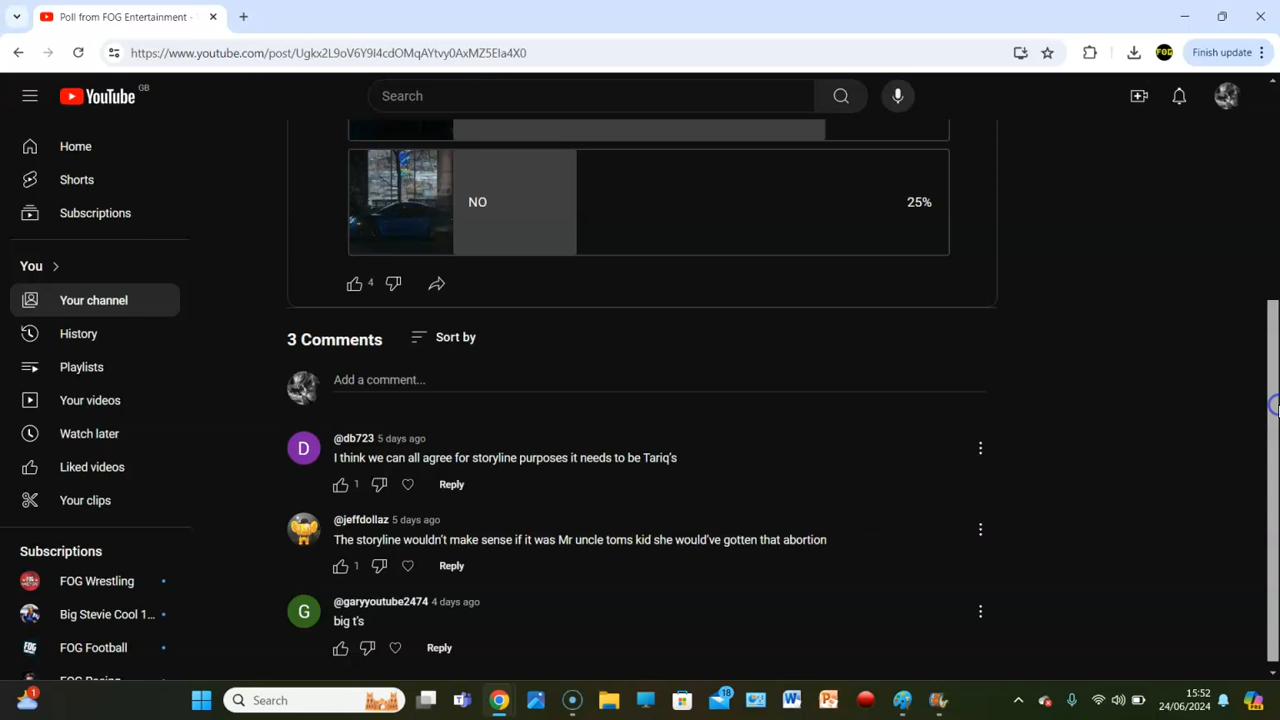 Poll from FOG Entertainment -
https://www.youtube.com/post/Ugkx2L9oV6Y9I4cdOMqAYtvy0AxMZ5Ela4X0
FOG
Finish update
YouTube
GB
Search
Home
Shorts
Subscriptions
You
Your channel
History
Playlists
Your videos
Watch later
Liked videos
Your clips
Subscriptions
FOG Wrestling
Big Stevie Cool 1...
FOG Football
NO
25%
4
3 Comments
Sort by
Add a comment...
D
@db723 5 days ago
I think we can all agree for storyline purposes it needs to be Tariq's
1
Reply
@jeffdollaz 5 days ago
The storyline wouldn't make sense if it was Mr uncle toms kid she would've gotten that abortion
1
Reply
G
@garyyoutube2474 4 days ago
big t's
Reply
1
Search
18
15:52
24/06/2024